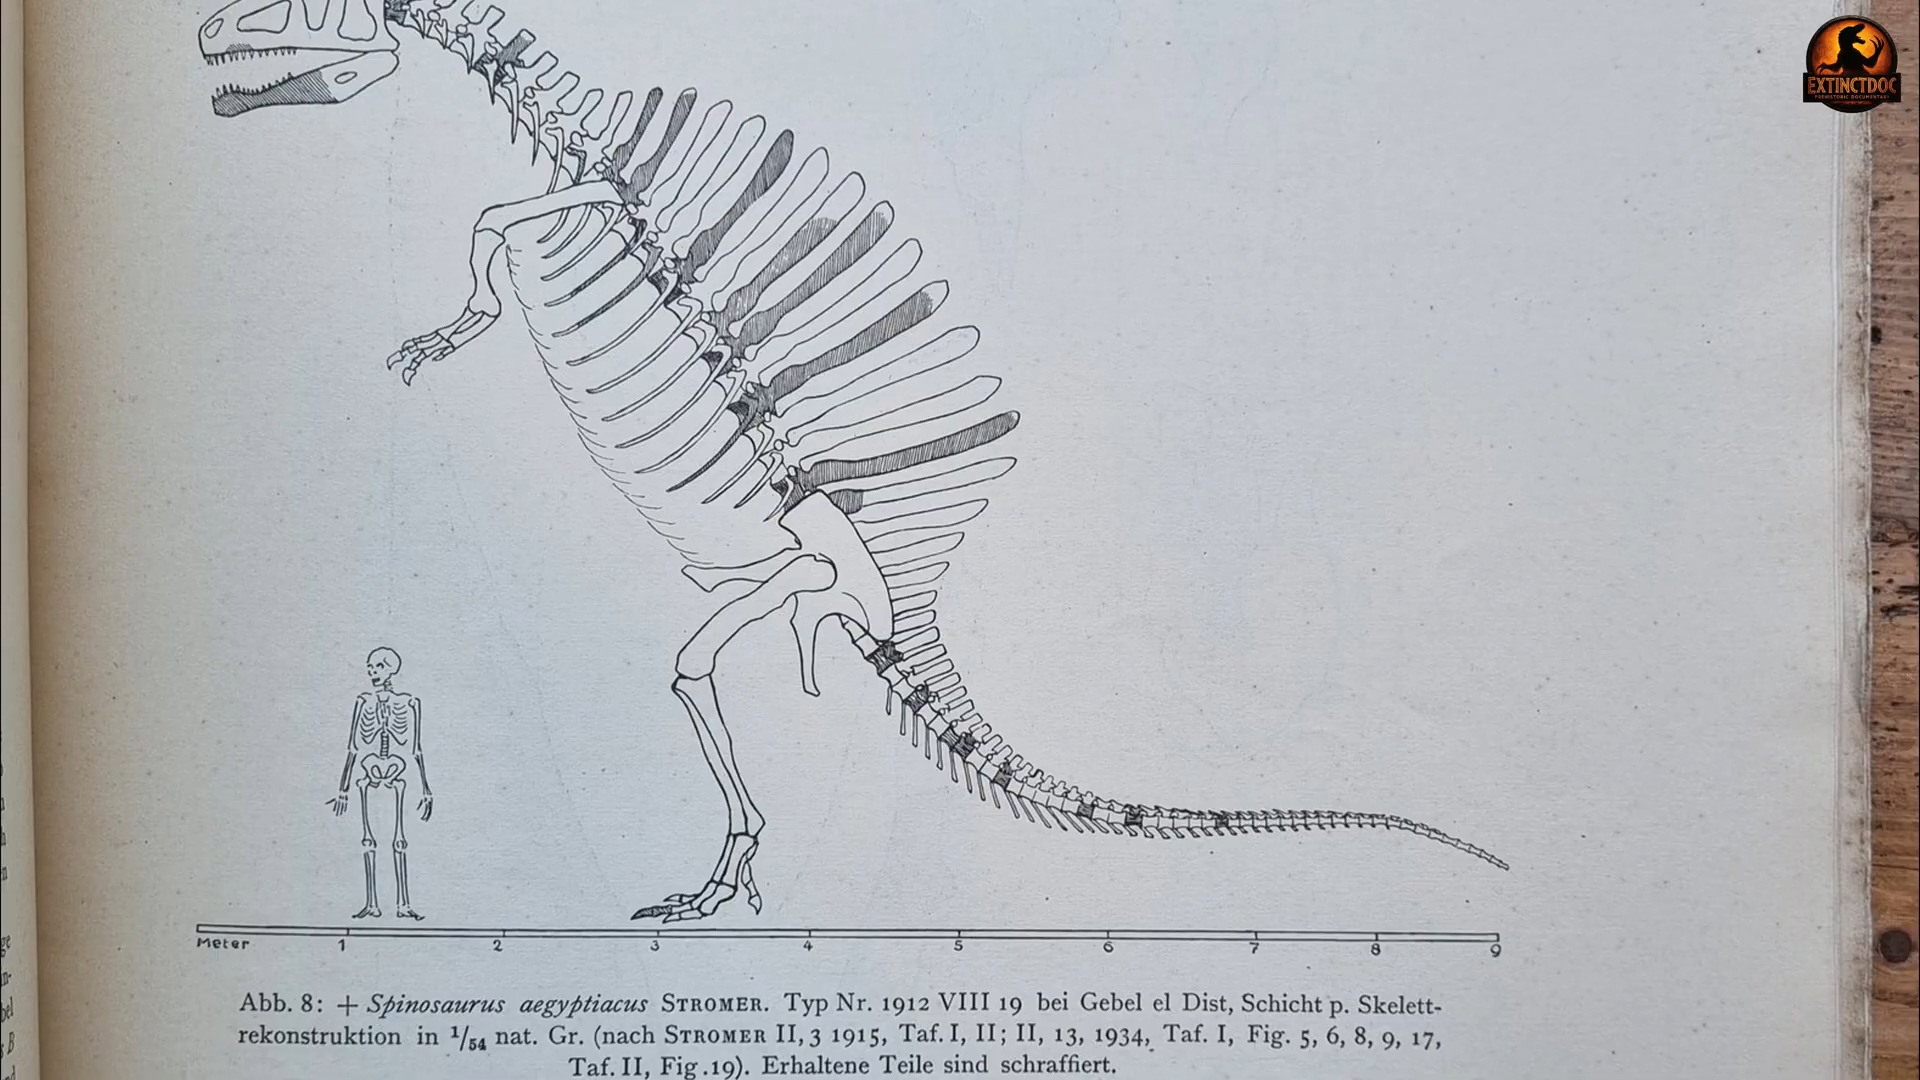 EXTINCTDOC
PREHISTORIC DOCUMENTARY
Meter 1 2 3 4 5 6 7 8 9
Abb. 8: + Spinosaurus aegyptiacus STROMER. Typ Nr. 1912 VIII 19 bei Gebel el Dist, Schicht p. Skelett-
rekonstruktion in 1/54 nat. Gr. (nach STROMER II, 3 1915, Taf. I, II; II, 13, 1934, Taf. I, Fig. 5, 6, 8, 9, 17,
Taf. II, Fig. 19). Erhaltene Teile sind schraffiert.